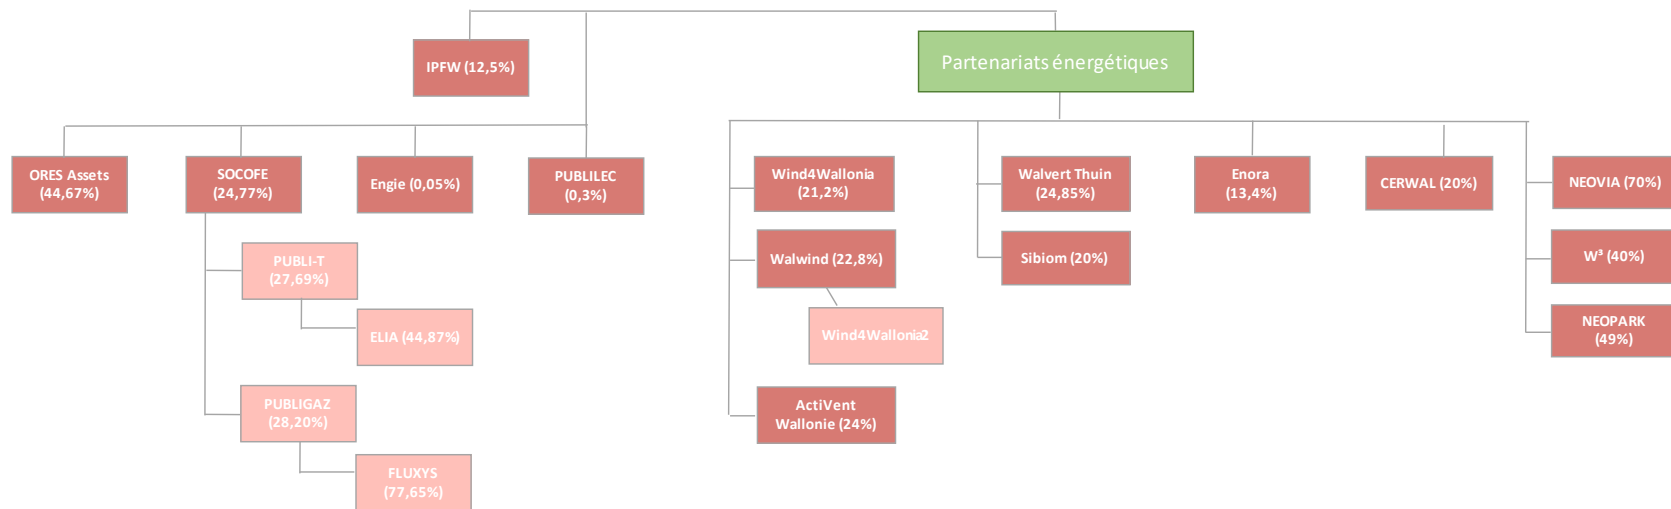 IPFW (12,5%)
Partenariats énergétiques
ORES Assets
(44,67%)
SOCOFE
(24,77%)
Engie (0,05%)
PUBLILEC
(0,3%)
PUBLI-T
(27,69%)
ELIA (44,87%)
PUBLIGAZ
(28,20%)
FLUXYS
(77,65%)
Wind4Wallonia
(21,2%)
Walwind (22,8%)
Wind4Wallonia2
ActiVent
Wallonie (24%)
Walvert Thuin
(24,85%)
Sibiom (20%)
Enora
(13,4%)
CERWAL (20%)
NEOVIA (70%)
W³ (40%)
NEOPARK
(49%)